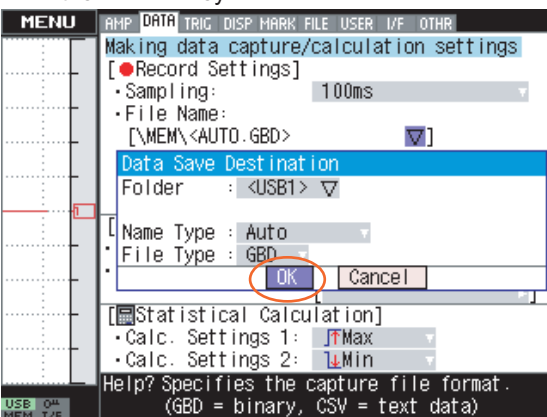 MENU
AMP DATA TRIG DISP MARK FILE USER I/F OTHR
Making data capture/calculation settings
[●Record Settings]
・Sampling: 100ms
・File Name:
[\MEM\<AUTO.GBD> ]
Data Save Destination
Folder : <USB1>
Name Type : Auto
File Type : GBD
OK Cancel
[Statistical Calculation]
・Calc. Settings 1: Max
・Calc. Settings 2: Min
Help? Specifies the capture file format.
(GBD = binary, CSV = text data)
USB